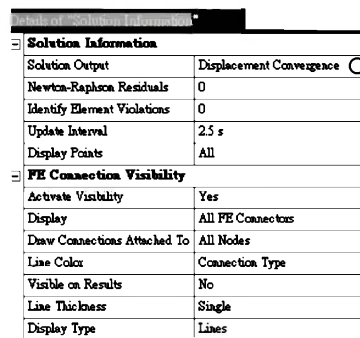 Details of "Solution Information"
Solution Information
Solution Output Displacement Convergence
Newton-Raphson Residuals 0
Identify Element Violations 0
Update Interval 2.5 s
Display Points All
FE Connection Visibility
Activate Visibility Yes
Display All FE Connectors
Draw Connections Attached To All Nodes
Line Color Connection Type
Visible on Results No
Line Thickness Single
Display Type Lines